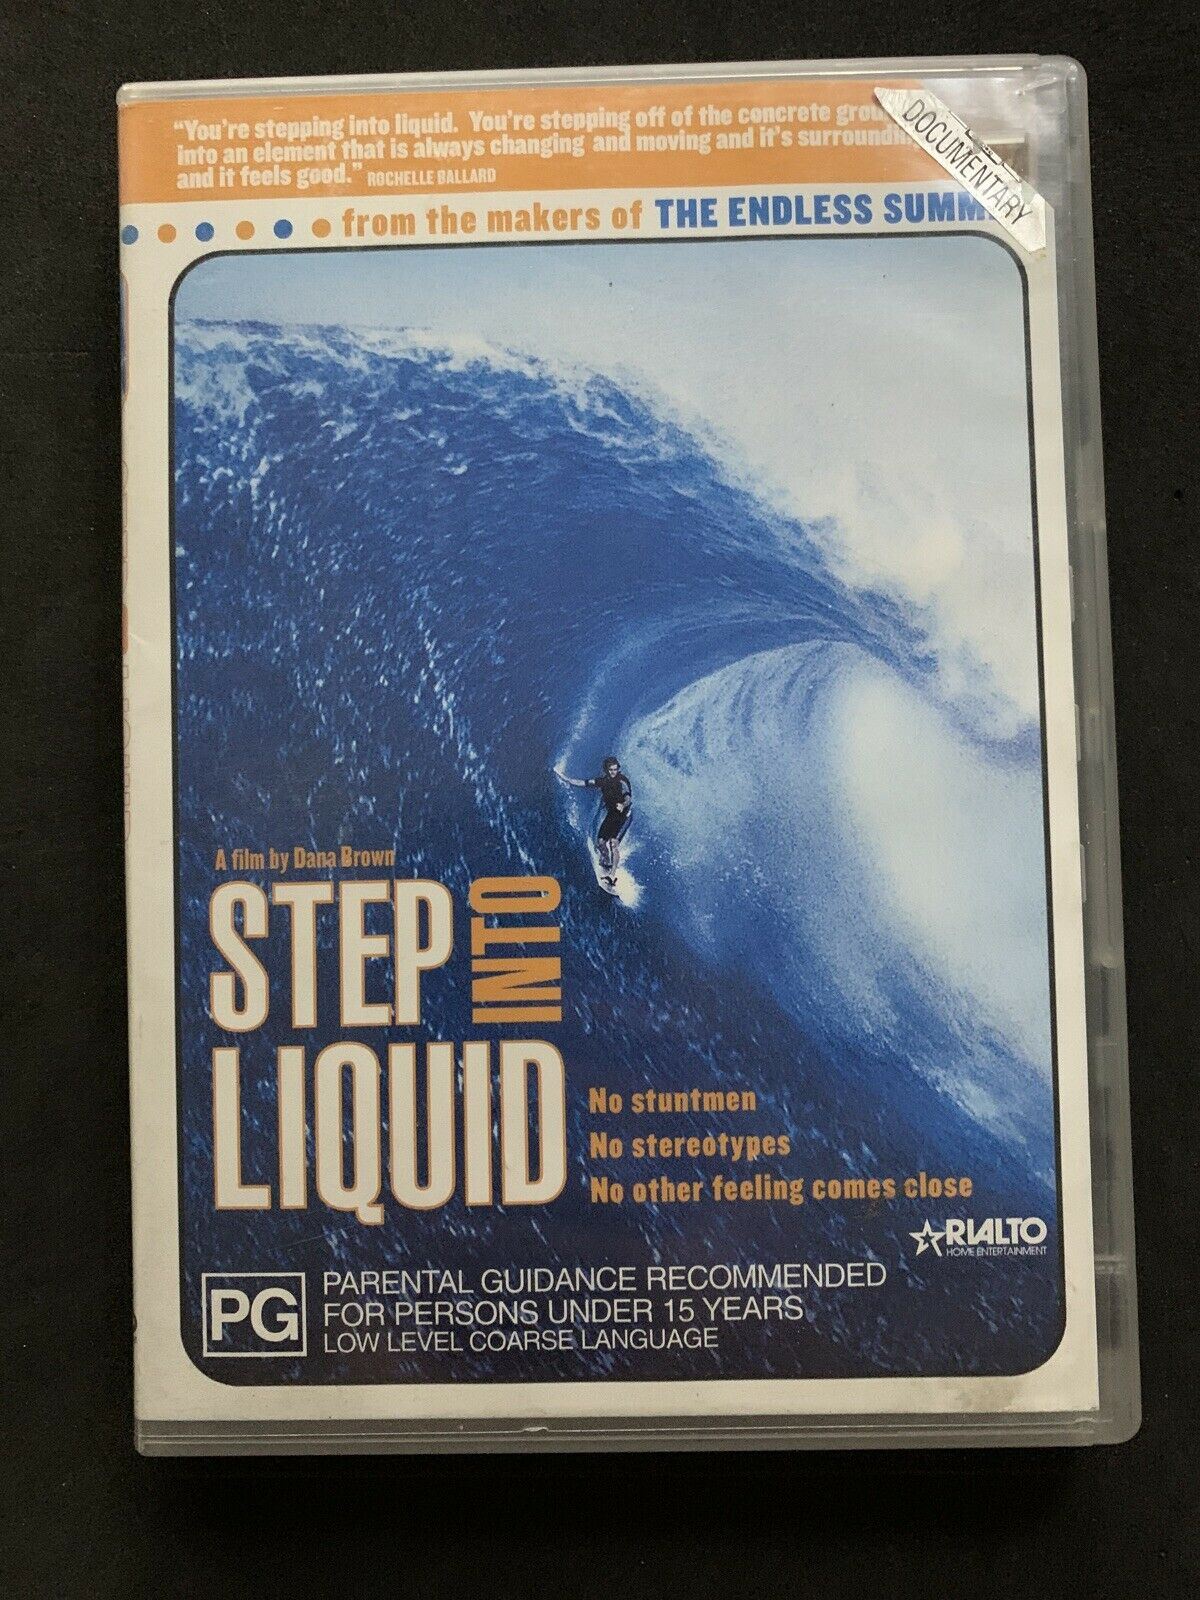 "You're stepping into liquid. You're stepping off of the concrete
into an element that is always changing and moving and it's
and it feels good." ROCHELLE BALLARD
DOCUMENTARY
from the makers of THE ENDLESS
A film by Dana Brown
STEP INTO
LIQUID
No stuntmen
No stereotypes
No other feeling comes close
RIALTO
HOME ENTERTAINMENT
PG
PARENTAL GUIDANCE RECOMMENDED
FOR PERSONS UNDER 15 YEARS
LOW LEVEL COARSE LANGUAGE